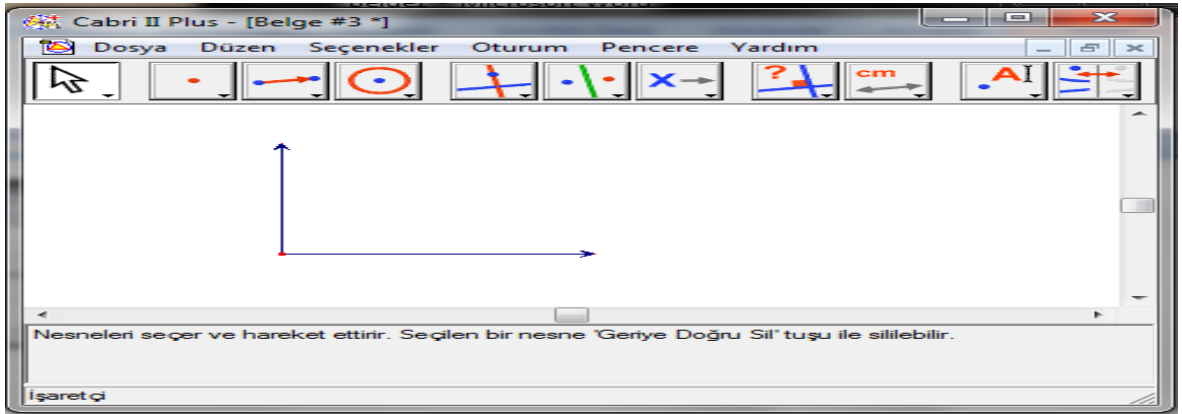 Cabri II Plus - [Belge #3 *]
Dosya Düzen Seçenekler Oturum Pencere Yardım
? cm A
Nesneleri seçer ve hareket ettirir. Seçilen bir nesne 'Geriye Doğru Sil' tuşu ile sililebilir.
İşaretçi